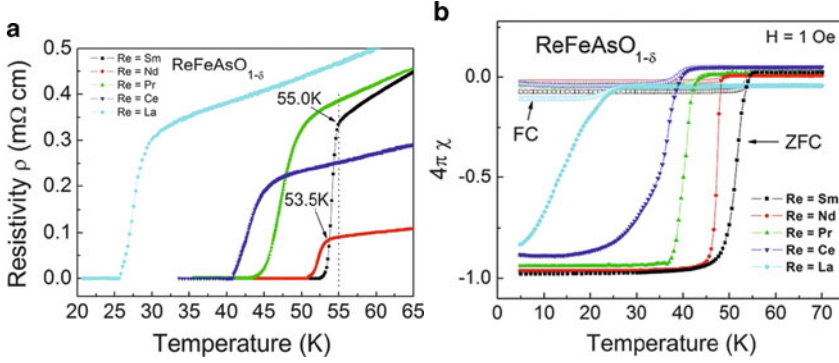 a
ReFeAsO1-δ
Re = Sm
Re = Nd
Re = Pr
Re = Ce
Re = La
55.0K
53.5K
Resistivity ρ (mΩ cm)
0.5
0.4
0.3
0.2
0.1
0.0
20 25 30 35 40 45 50 55 60 65
Temperature (K)
b
ReFeAsO1-δ
H = 1 Oe
FC
ZFC
4π χ
0.0
-0.5
-1.0
Re = Sm
Re = Nd
Re = Pr
Re = Ce
Re = La
0 10 20 30 40 50 60 70
Temperature (K)